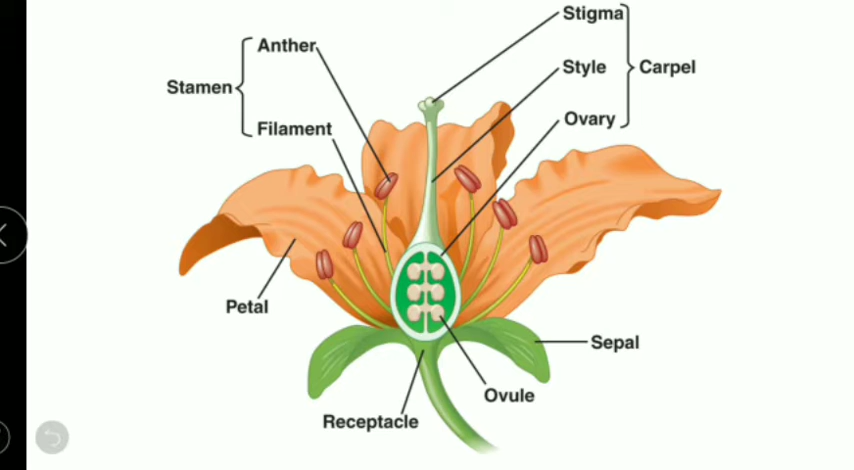 Stigma
Anther
Style
Carpel
Stamen
Ovary
Filament
Petal
Sepal
Ovule
Receptacle